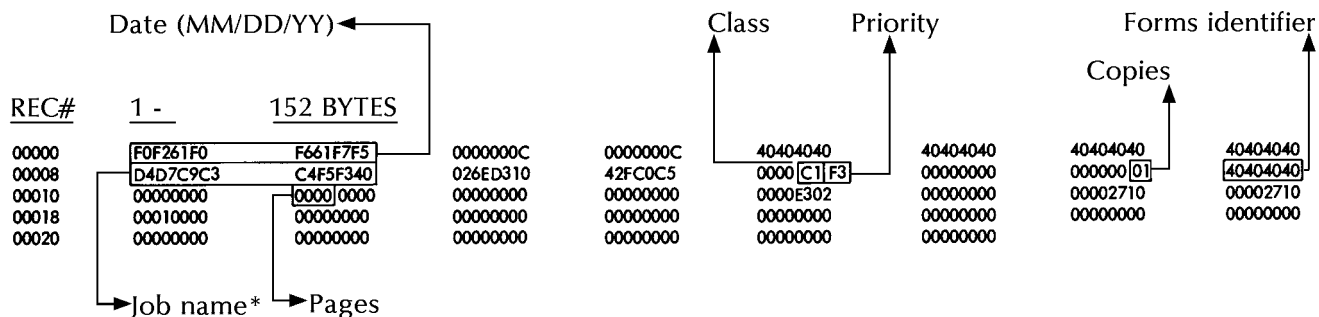 Date (MM/DD/YY) Class Priority Forms identifier
Copies
REC# 1 - 152 BYTES
00000 F0F261F0 F661F7F5 0000000C 0000000C 40404040 40404040 40404040 40404040
00008 D4D7C9C3 C4F5F340 026ED310 42FC0C5 0000 C1 F3 00000000 000000 01 40404040
00010 00000000 0000 0000 00000000 00000000 0000E302 00000000 00002710 00002710
00018 00010000 00000000 00000000 00000000 00000000 00000000 00000000 00000000
00020 00000000 00000000 00000000 00000000 00000000 00000000
Job name* Pages